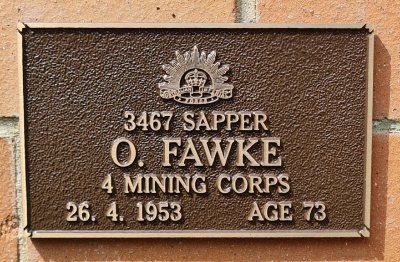 3467 SAPPER
O. FAWKE
4 MINING CORPS
26. 4. 1953 AGE 73